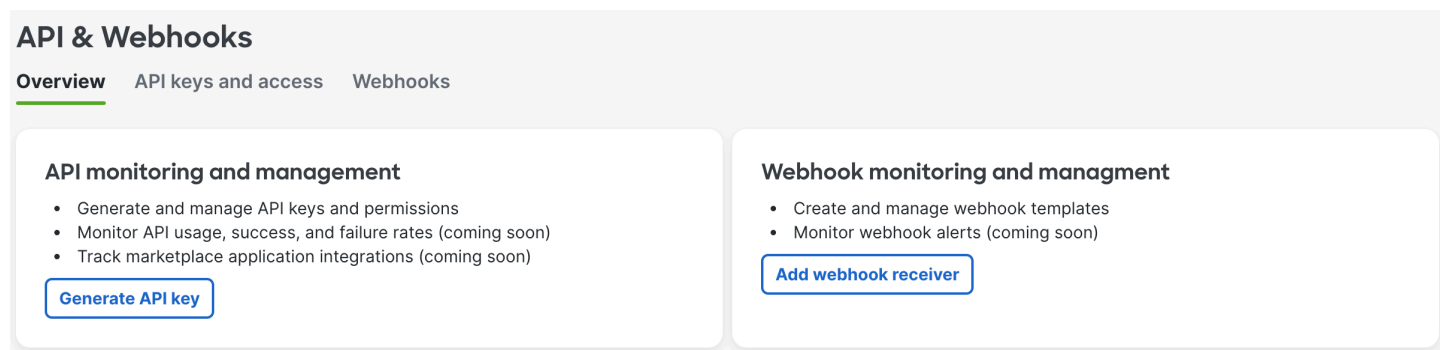 API & Webhooks
Overview API keys and access Webhooks
API monitoring and management
• Generate and manage API keys and permissions
• Monitor API usage, success, and failure rates (coming soon)
• Track marketplace application integrations (coming soon)
Generate API key
Webhook monitoring and managment
• Create and manage webhook templates
• Monitor webhook alerts (coming soon)
Add webhook receiver